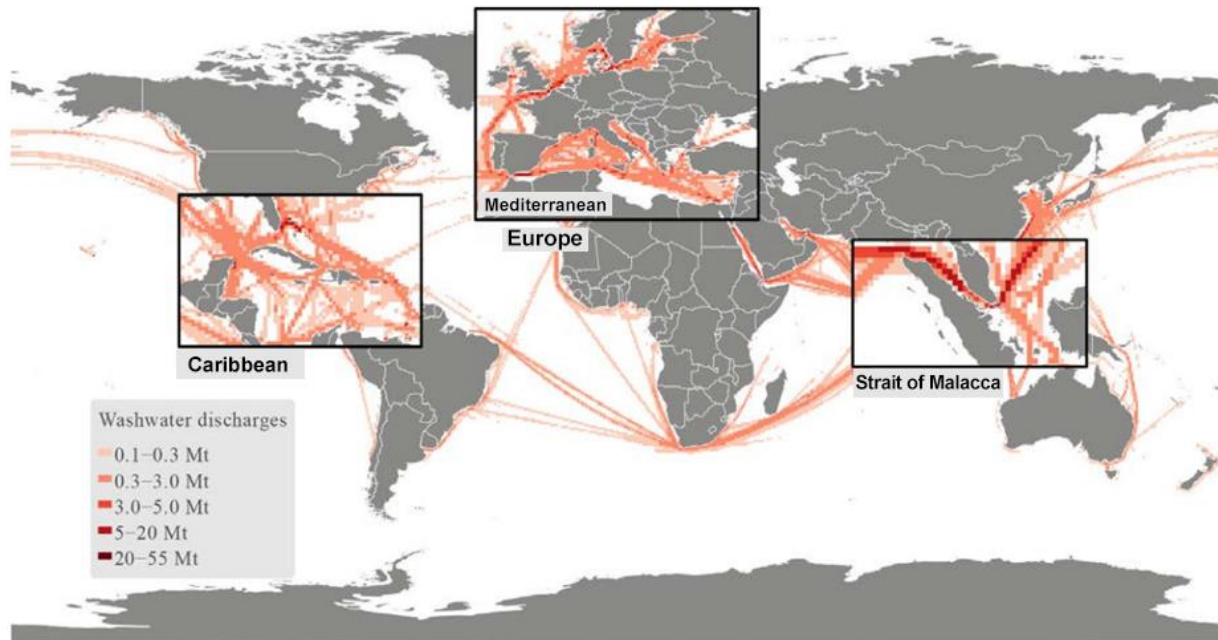 Mediterranean
Europe
Caribbean
Strait of Malacca
Washwater discharges
0.1–0.3 Mt
0.3–3.0 Mt
3.0–5.0 Mt
5–20 Mt
20–55 Mt